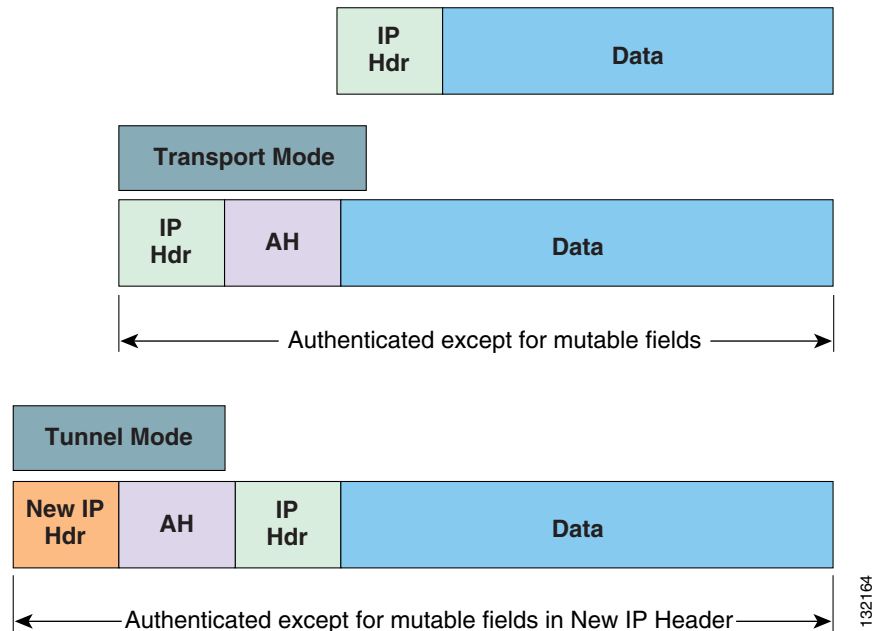 IP
Hdr
Data
Transport Mode
IP
Hdr
AH
Data
Authenticated except for mutable fields
Tunnel Mode
New IP
Hdr
AH
IP
Hdr
Data
Authenticated except for mutable fields in New IP Header
132164